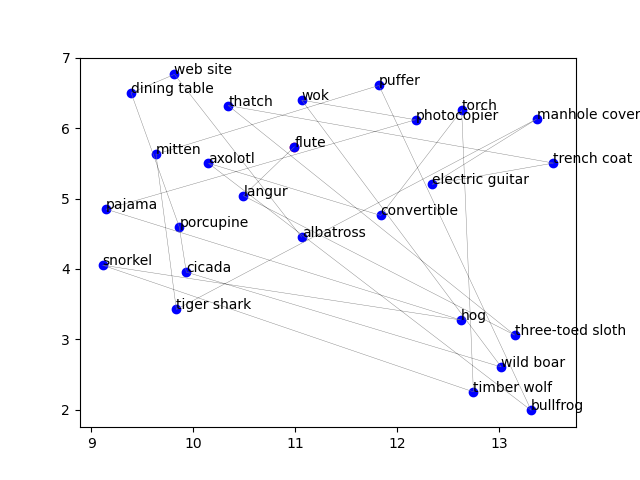 7
web site
puffer
dining table
thatch
wok
torch
photocopier
manhole cover
6
mitten
flute
axolotl
trench coat
electric guitar
langur
5
pajama
convertible
porcupine
albatross
snorkel
cicada
4
tiger shark
hog
three-toed sloth
3
wild boar
timber wolf
bullfrog
2
9 10 11 12 13